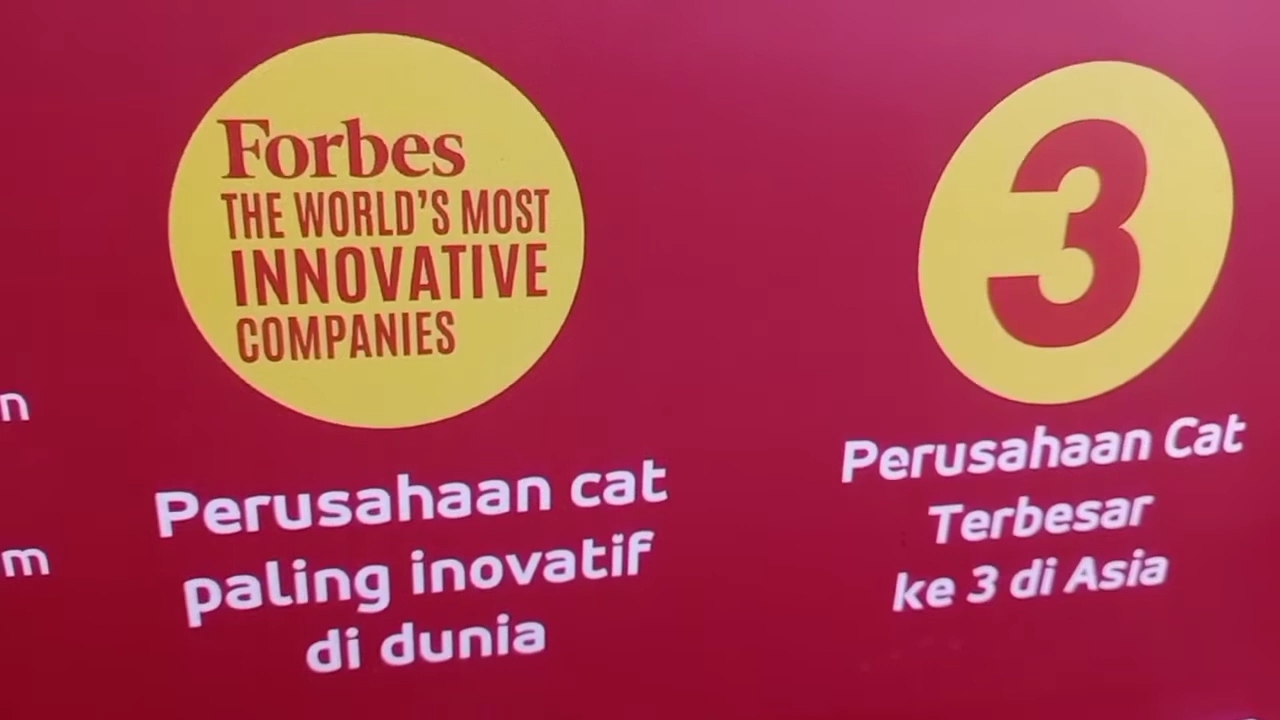 Forbes
THE WORLD'S MOST
INNOVATIVE
COMPANIES
Perusahaan cat
paling inovatif
di dunia
3
Perusahaan Cat
Terbesar
ke 3 di Asia
n
m